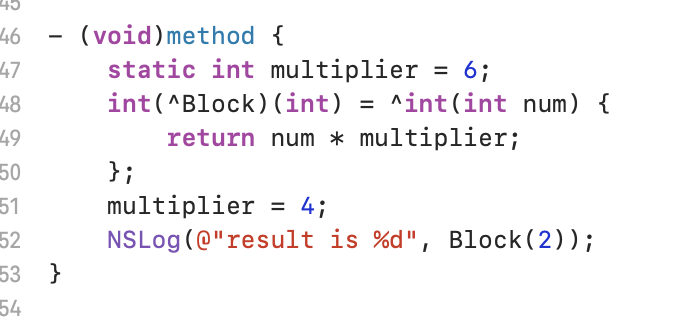 45
46 - (void)method {
47     static int multiplier = 6;
48     int(^Block)(int) = ^int(int num) {
49         return num * multiplier;
50     };
51     multiplier = 4;
52     NSLog(@"result is %d", Block(2));
53 }
54